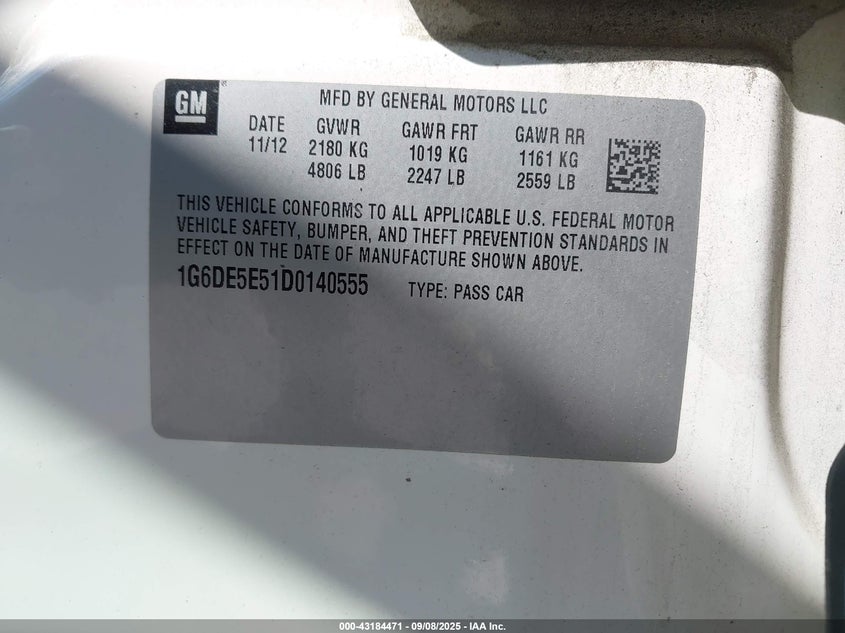 GM
MFD BY GENERAL MOTORS LLC
DATE GVWR GAWR FRT GAWR RR
11/12 2180 KG 1019 KG 1161 KG
4806 LB 2247 LB 2559 LB
THIS VEHICLE CONFORMS TO ALL APPLICABLE U.S. FEDERAL MOTOR
VEHICLE SAFETY, BUMPER, AND THEFT PREVENTION STANDARDS IN
EFFECT ON THE DATE OF MANUFACTURE SHOWN ABOVE.
1G6DE5E51D0140555 TYPE: PASS CAR
000-43184471 - 09/08/2025 - IAA Inc.